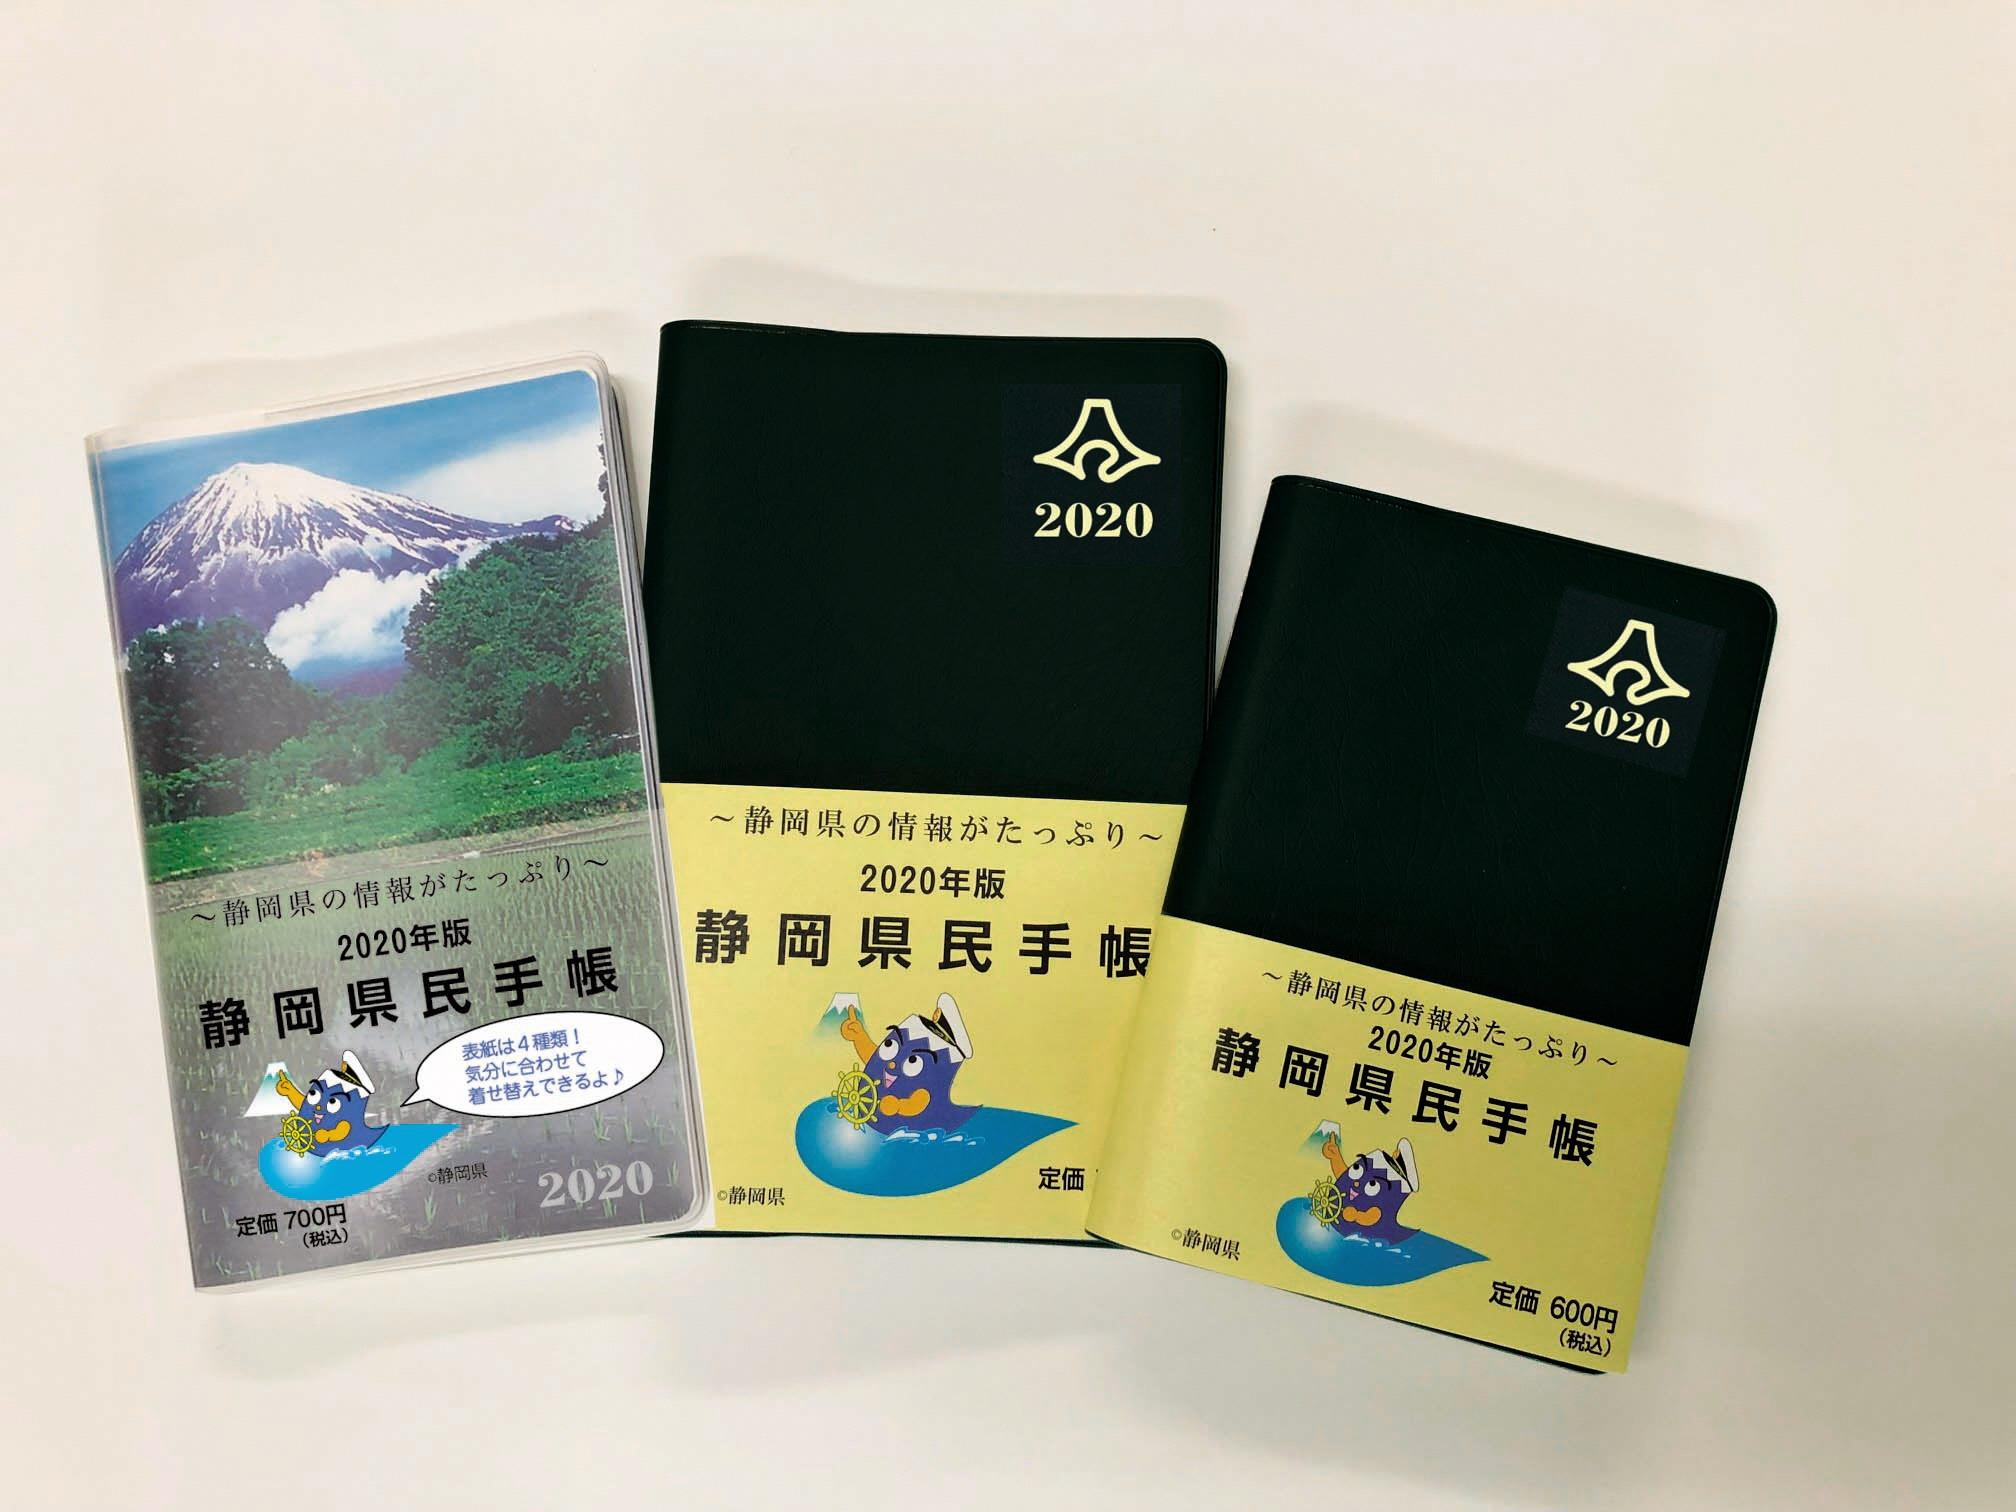 ～静岡県の情報がたっぷり～
2020年版
静岡県民手帳
表紙は4種類！
気分に合わせて
着せ替えできるよ♪
©静岡県
2020
定価 700円
(税込)
2020
～静岡県の情報がたっぷり～
2020年版
静岡県民手帳
©静岡県
定価
2020
～静岡県の情報がたっぷり～
2020年版
静岡県民手帳
©静岡県
定価 600円
(税込)